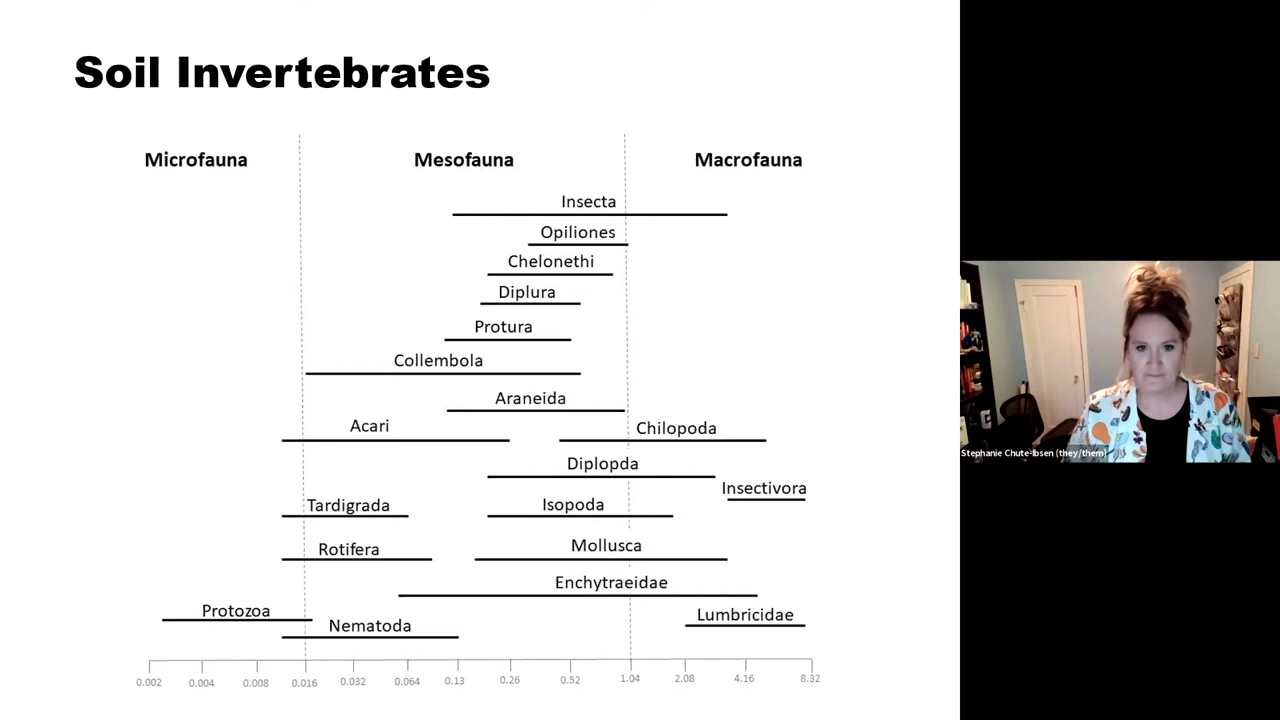 Soil Invertebrates
Microfauna Mesofauna Macrofauna
Insecta
Opiliones
Chelonethi
Diplura
Protura
Collembola
Araneida
Acari
Chilopoda
Diplopda
Insectivora
Tardigrada
Isopoda
Rotifera
Mollusca
Enchytraeidae
Protozoa
Lumbricidae
Nematoda
0.002 0.004 0.008 0.016 0.032 0.064 0.13 0.26 0.52 1.04 2.08 4.16 8.32
Stephanie Chute-Ibsen (they/them)